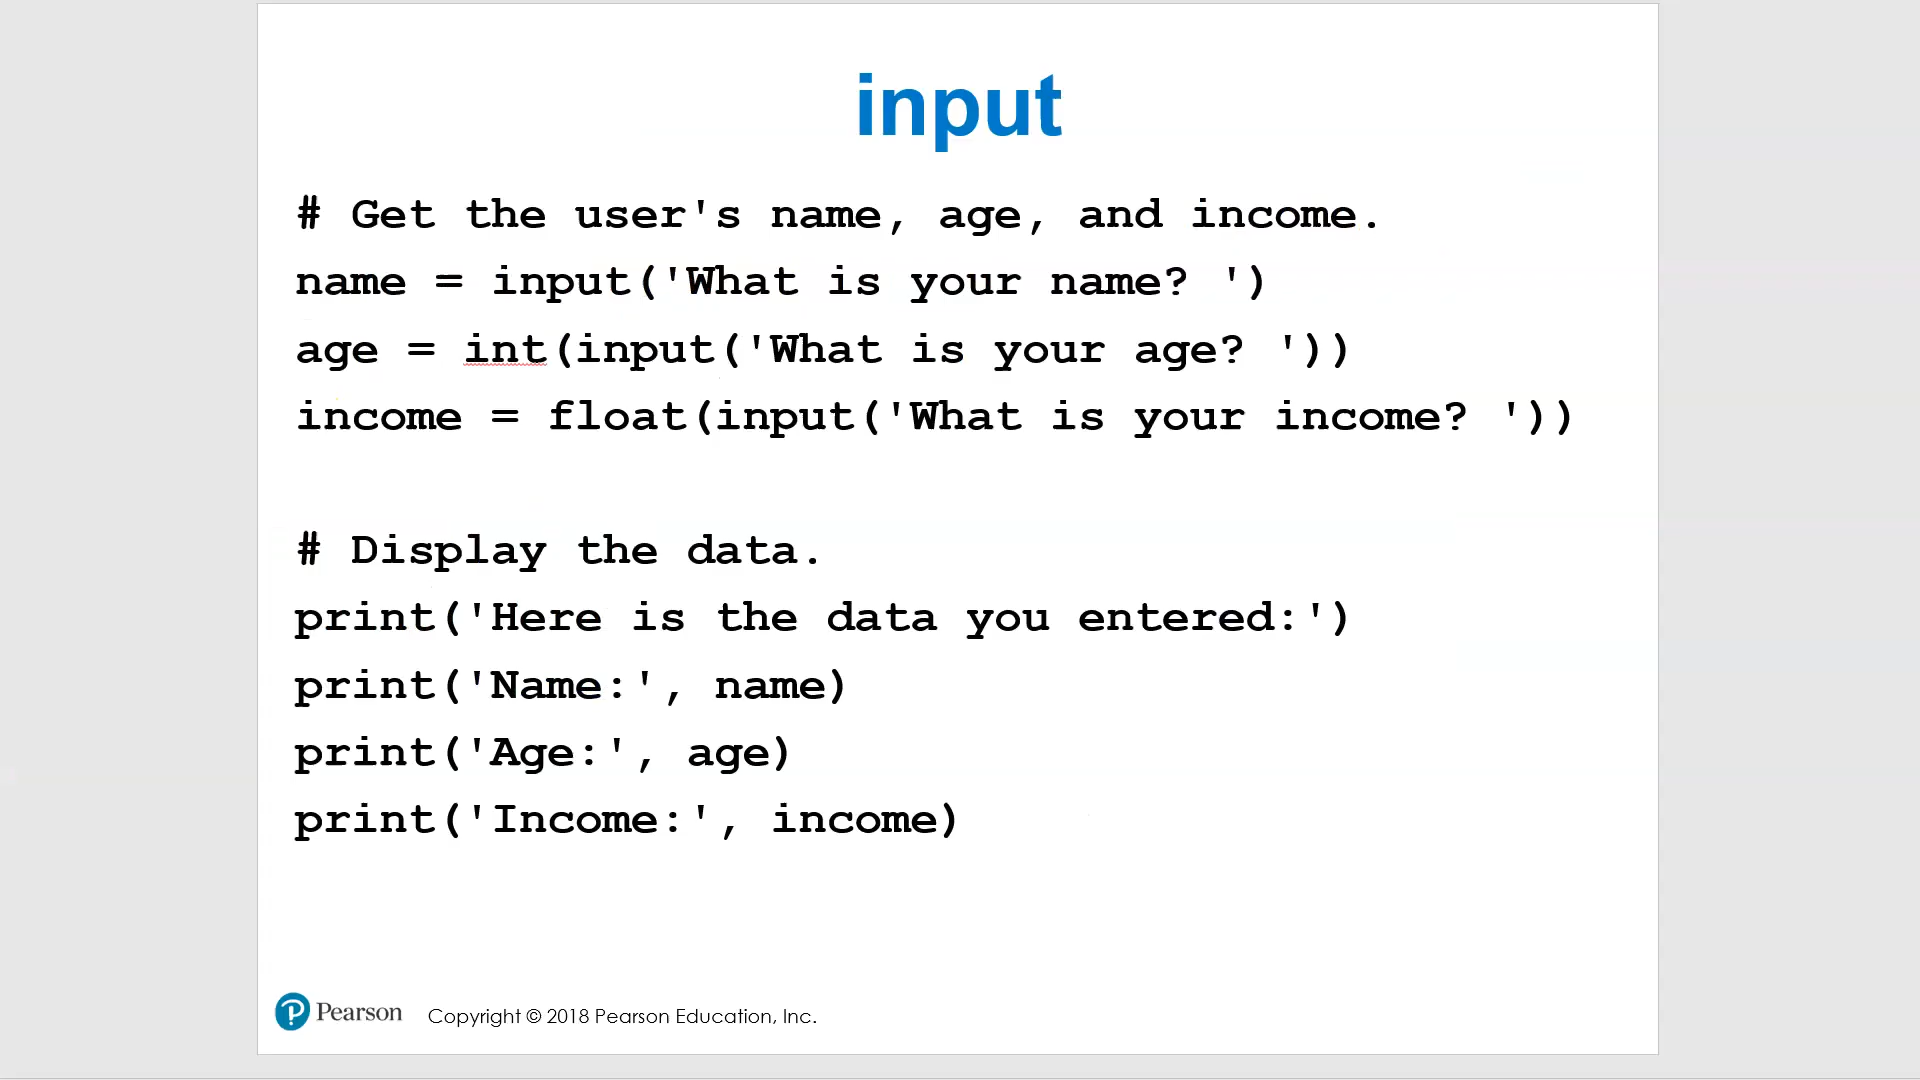 input
# Get the user's name, age, and income.
name = input('What is your name? ')
age = int(input('What is your age? '))
income = float(input('What is your income? '))
# Display the data.
print('Here is the data you entered:')
print('Name:', name)
print('Age:', age)
print('Income:', income)
Pearson Copyright © 2018 Pearson Education, Inc.